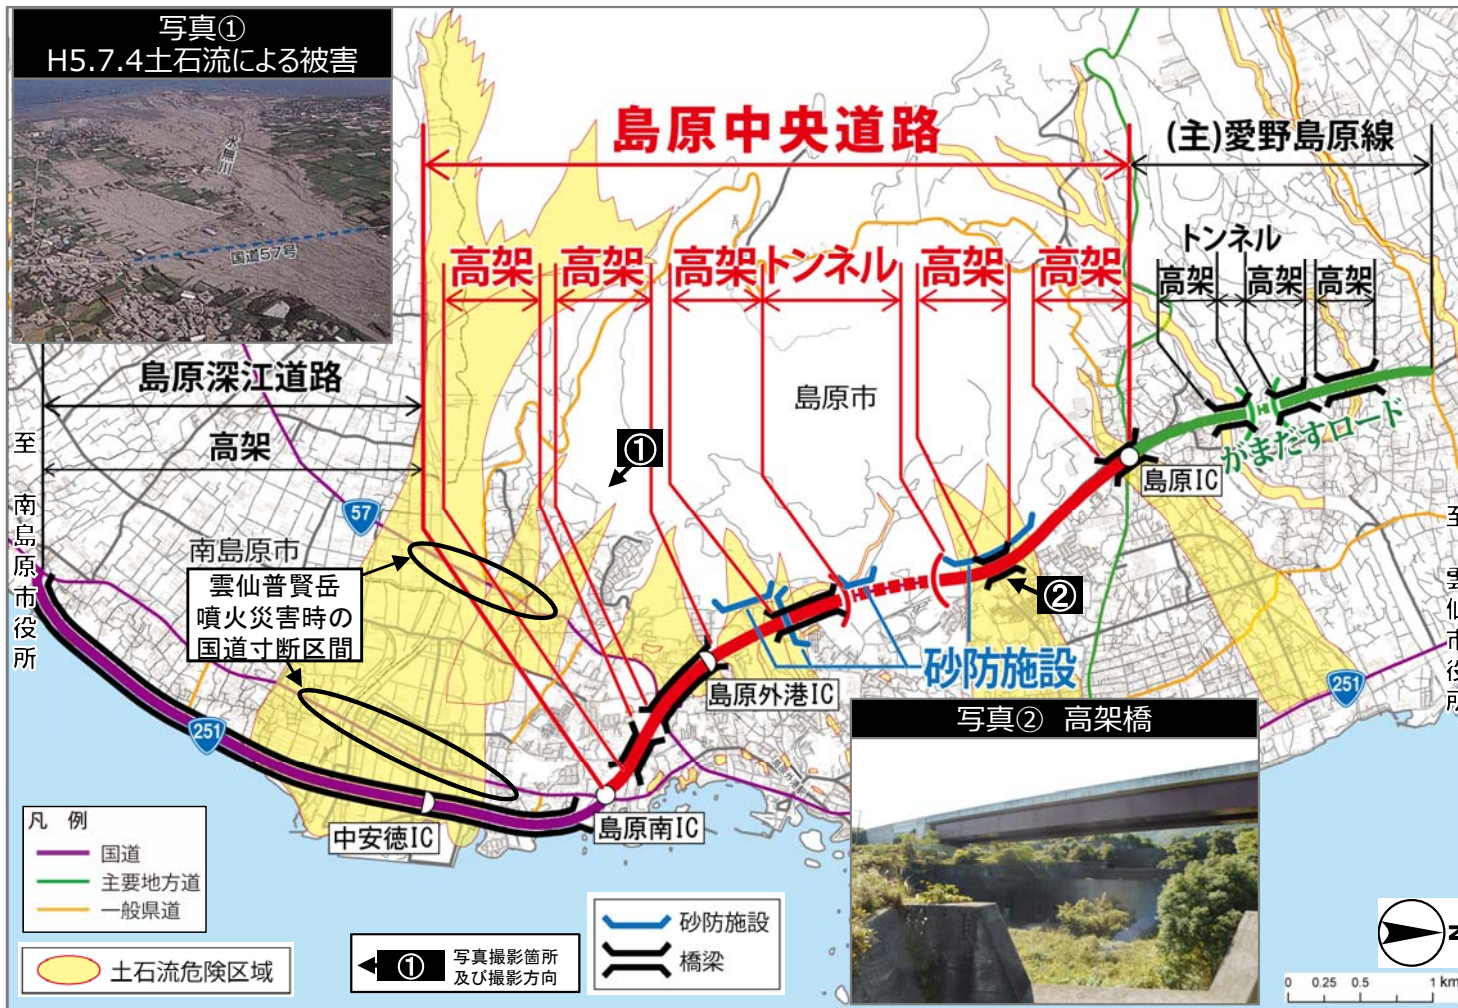 写真①
H5.7.4土石流による被害
水無川
国道57号
島原中央道路
(主)愛野島原線
高架
高架
高架
トンネル
高架
高架
トンネル
高架
高架
高架
島原深江道路
高架
島原市
①
至 南島原市役所
57
南島原市
雲仙普賢岳
噴火災害時の
国道寸断区間
がまだすロード
島原IC
至 雲仙市役所
②
砂防施設
島原外港IC
251
251
中安徳IC
島原南IC
写真② 高架橋
凡 例
国道
主要地方道
一般県道
土石流危険区域
①
写真撮影箇所
及び撮影方向
砂防施設
橋梁
N
0 0.25 0.5 1 km